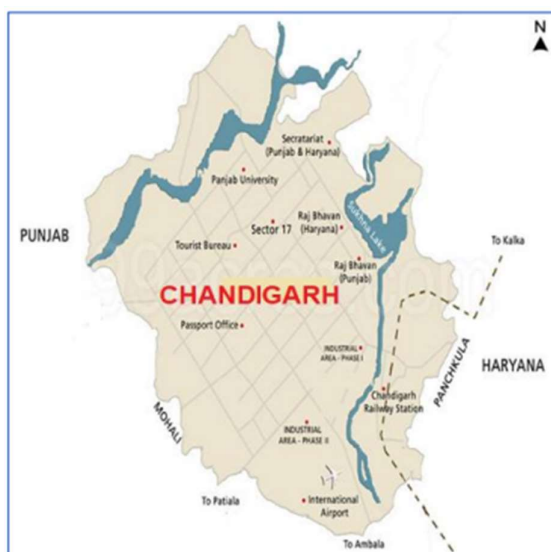 N
Secratariat
(Punjab & Haryana)
Panjab University
PUNJAB
Sector 17
Raj Bhavan
(Haryana)
Sukhna Lake
Tourist Bureau
To Kalka
Raj Bhavan
(Punjab)
CHANDIGARH
Passport Office
INDUSTRIAL
AREA - PHASE I
PANCHKULA
HARYANA
Chandigarh
Railway Station
MOHALI
INDUSTRIAL
AREA - PHASE II
To Patiala
International
Airport
To Ambala